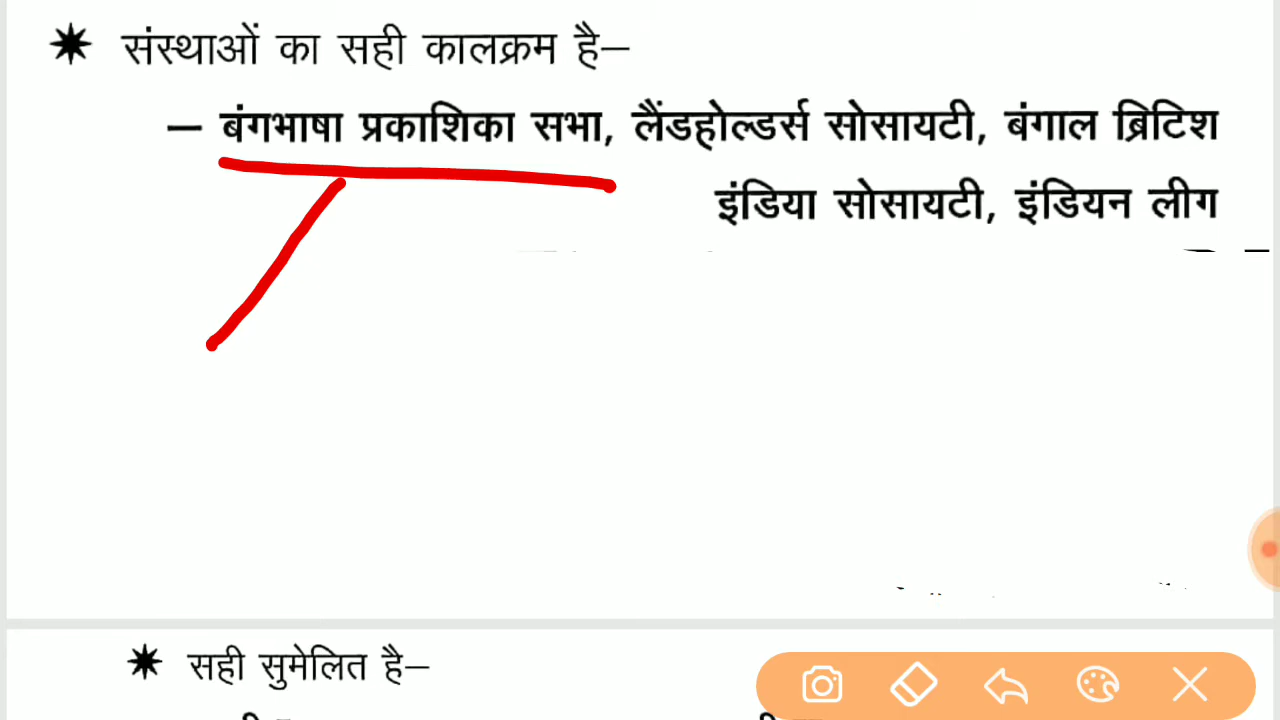 ✷ संस्थाओं का सही कालक्रम है–
– बंगभाषा प्रकाशिका सभा, लैंडहोल्डर्स सोसायटी, बंगाल ब्रिटिश
इंडिया सोसायटी, इंडियन लीग
✷ सही सुमेलित है–